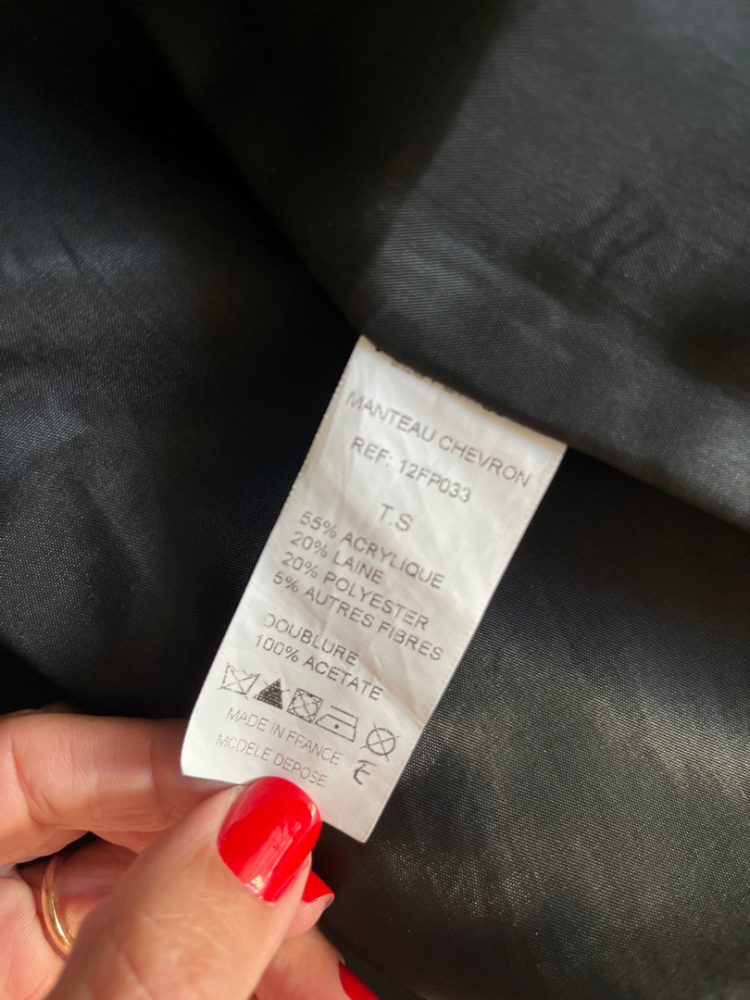 MANTEAU CHEVRON
REF: 12FP033
T.S
55% ACRYLIQUE
20% LAINE
20% POLYESTER
5% AUTRES FIBRES
DOUBLURE
100% ACETATE
MADE IN FRANCE
MODELE DEPOSE